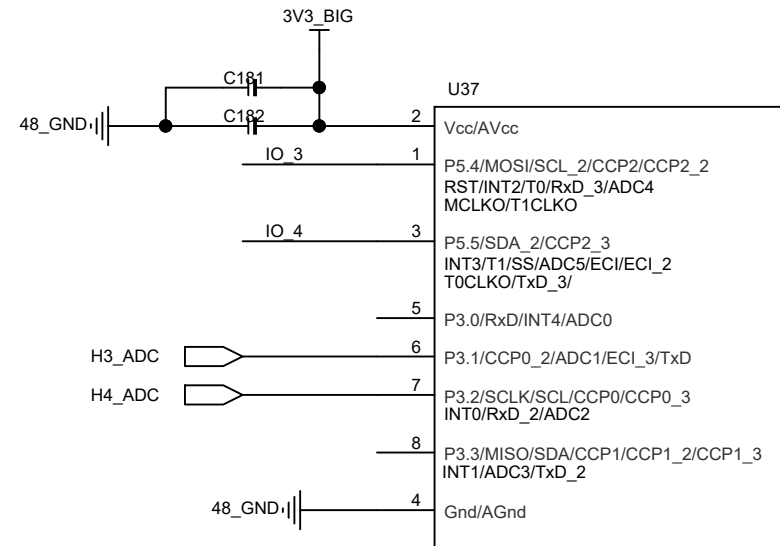 3V3_BIG
C181
U37
48_GND
C182
2
Vcc/AVcc
IO_3
1
P5.4/MOSI/SCL_2/CCP2/CCP2_2
RST/INT2/T0/RxD_3/ADC4
MCLKO/T1CLKO
IO_4
3
P5.5/SDA_2/CCP2_3
INT3/T1/SS/ADC5/ECI/ECI_2
T0CLKO/TxD_3/
5
P3.0/RxD/INT4/ADC0
H3_ADC
6
P3.1/CCP0_2/ADC1/ECI_3/TxD
H4_ADC
7
P3.2/SCLK/SCL/CCP0/CCP0_3
INT0/RxD_2/ADC2
8
P3.3/MISO/SDA/CCP1/CCP1_2/CCP1_3
INT1/ADC3/TxD_2
48_GND
4
Gnd/AGnd